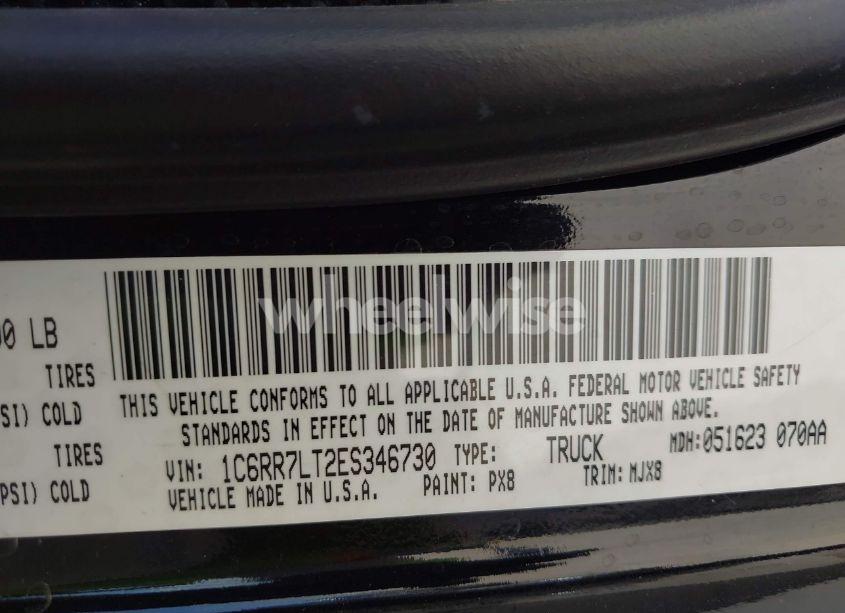 wheelwise
00 LB
TIRES
THIS VEHICLE CONFORMS TO ALL APPLICABLE U.S.A. FEDERAL MOTOR VEHICLE SAFETY
SI) COLD
STANDARDS IN EFFECT ON THE DATE OF MANUFACTURE SHOWN ABOVE.
TIRES
VIN: 1C6RR7LT2ES346730 TYPE: TRUCK MDH:051623 070AA
PSI) COLD
VEHICLE MADE IN U.S.A. PAINT: PX8 TRIM: MJX8